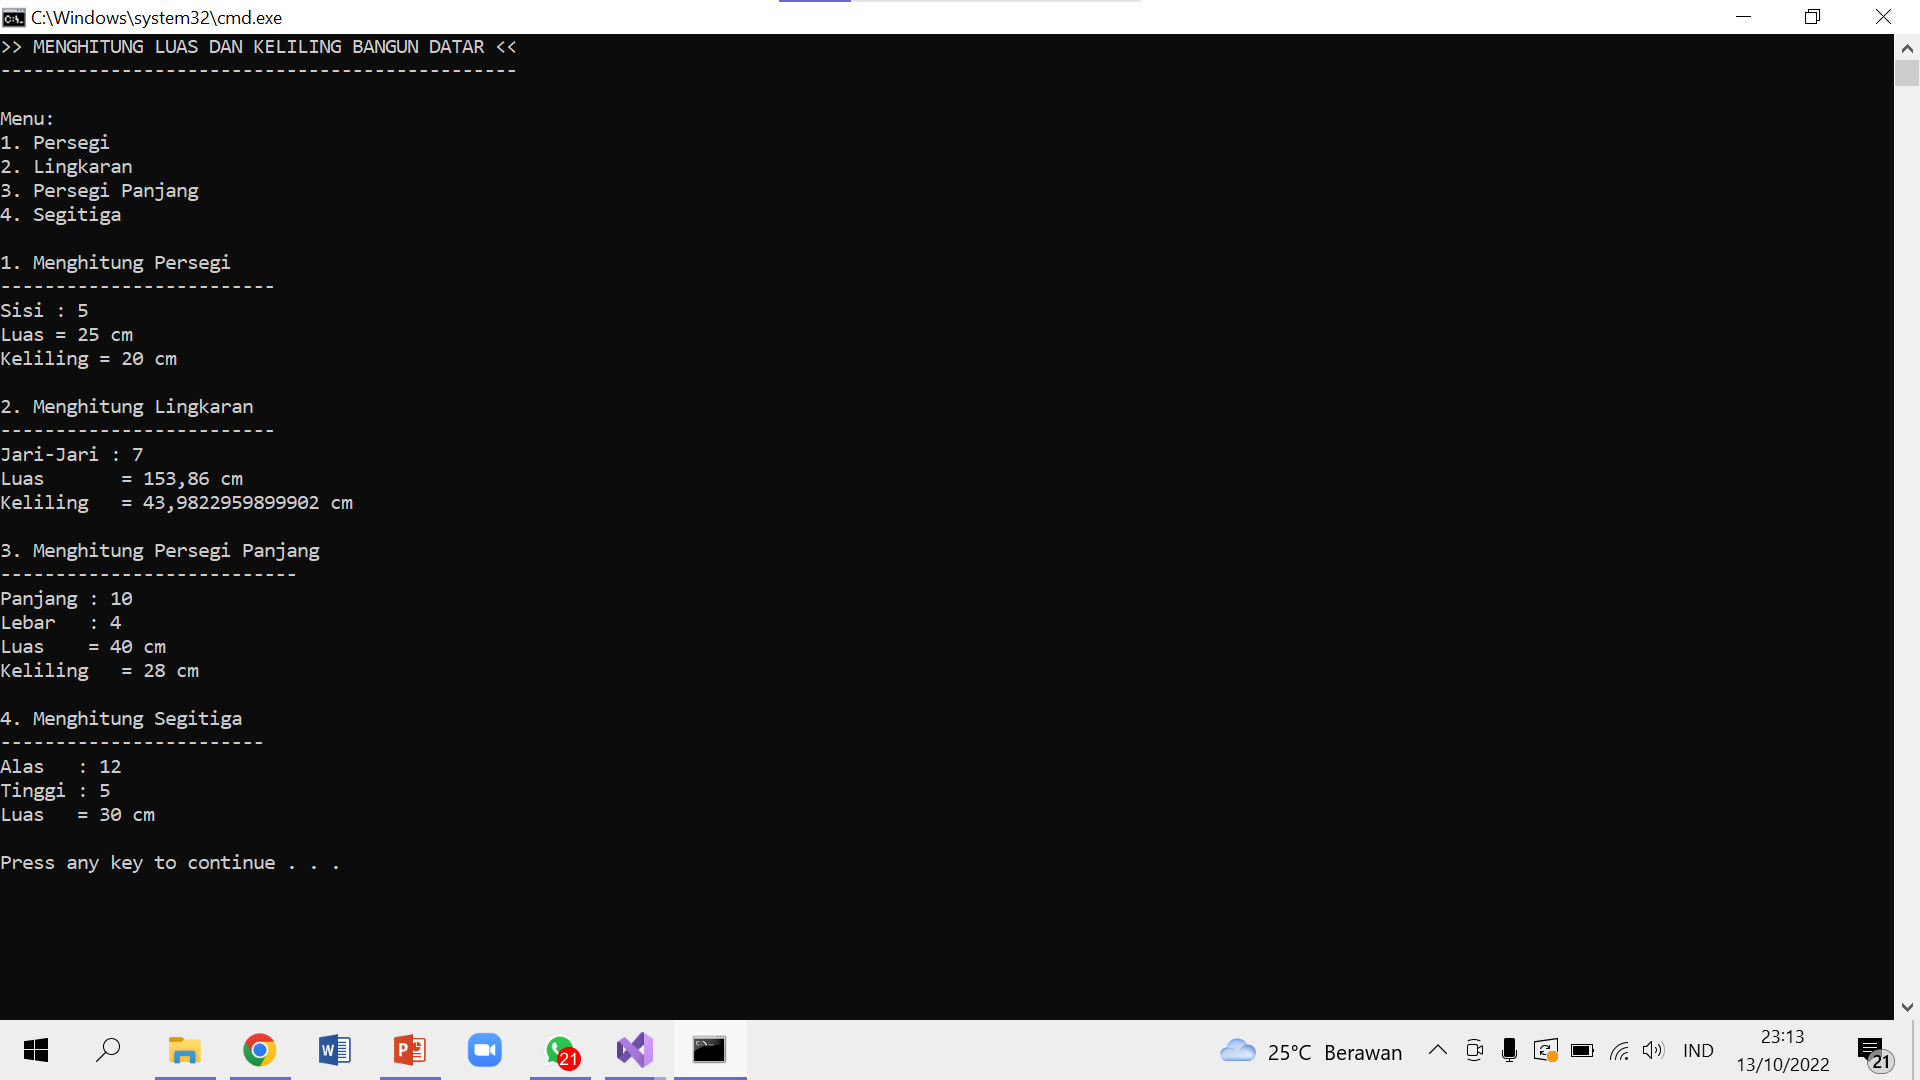 C:\Windows\system32\cmd.exe
>> MENGHITUNG LUAS DAN KELILING BANGUN DATAR <<
-----------------------------------------------
Menu:
1. Persegi
2. Lingkaran
3. Persegi Panjang
4. Segitiga
1. Menghitung Persegi
-------------------------
Sisi : 5
Luas = 25 cm
Keliling = 20 cm
2. Menghitung Lingkaran
-------------------------
Jari-Jari : 7
Luas       = 153,86 cm
Keliling   = 43,9822959899902 cm
3. Menghitung Persegi Panjang
---------------------------
Panjang : 10
Lebar   : 4
Luas    = 40 cm
Keliling   = 28 cm
4. Menghitung Segitiga
------------------------
Alas   : 12
Tinggi : 5
Luas   = 30 cm
Press any key to continue . . .
21
25°C Berawan
IND
23:13
13/10/2022
21